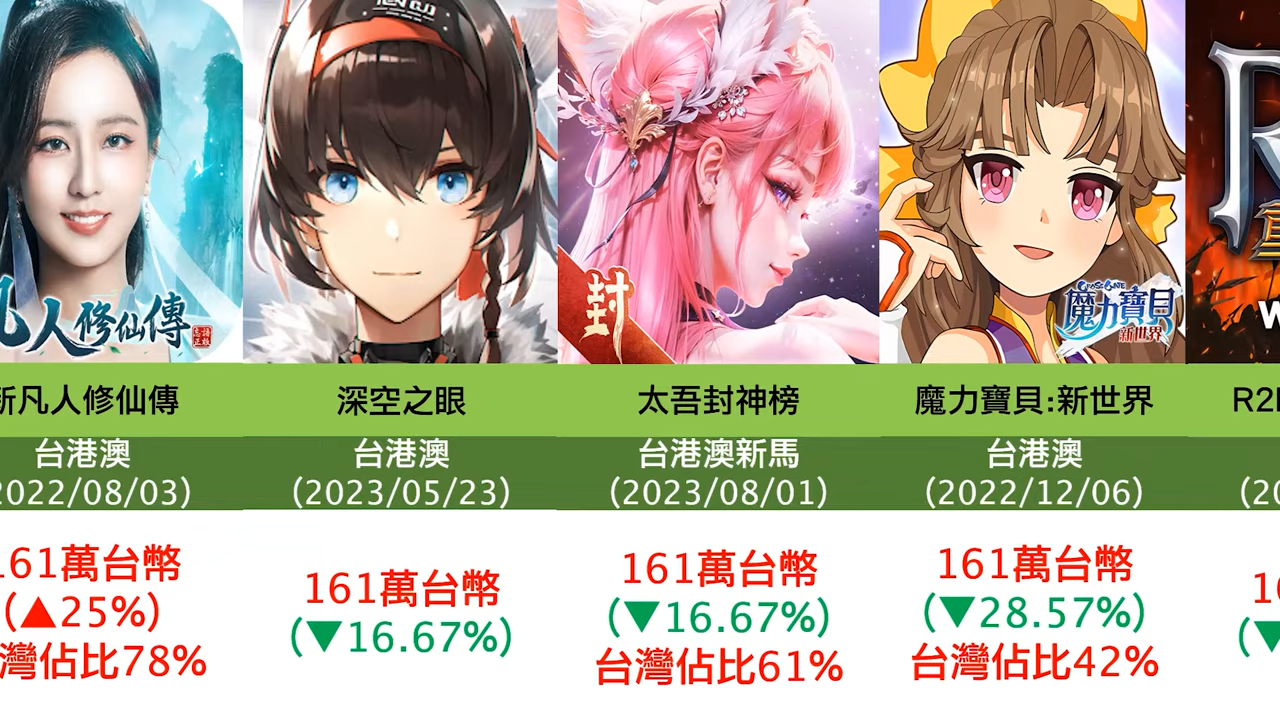 凡人修仙傳
封
魔力寶貝
新世界
新凡人修仙傳
台港澳
2022/08/03)
161萬台幣
(▲25%)
灣佔比78%
深空之眼
台港澳
(2023/05/23)
161萬台幣
(▼16.67%)
太吾封神榜
台港澳新馬
(2023/08/01)
161萬台幣
(▼16.67%)
台灣佔比61%
魔力寶貝:新世界
台港澳
(2022/12/06)
161萬台幣
(▼28.57%)
台灣佔比42%
R
W
R2
(20
16
(▼